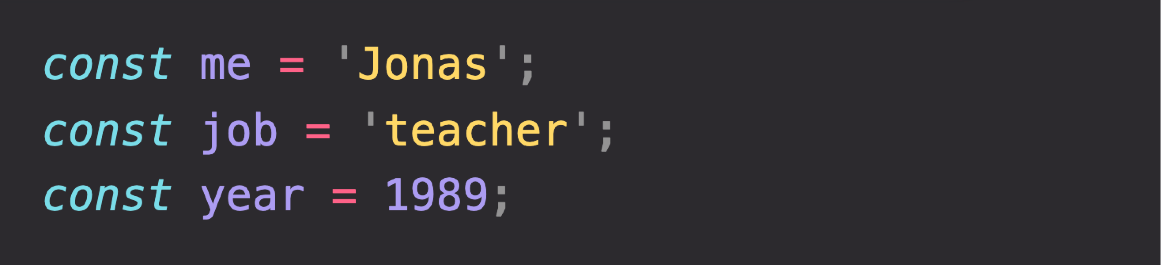 const me = 'Jonas';
const job = 'teacher';
const year = 1989;